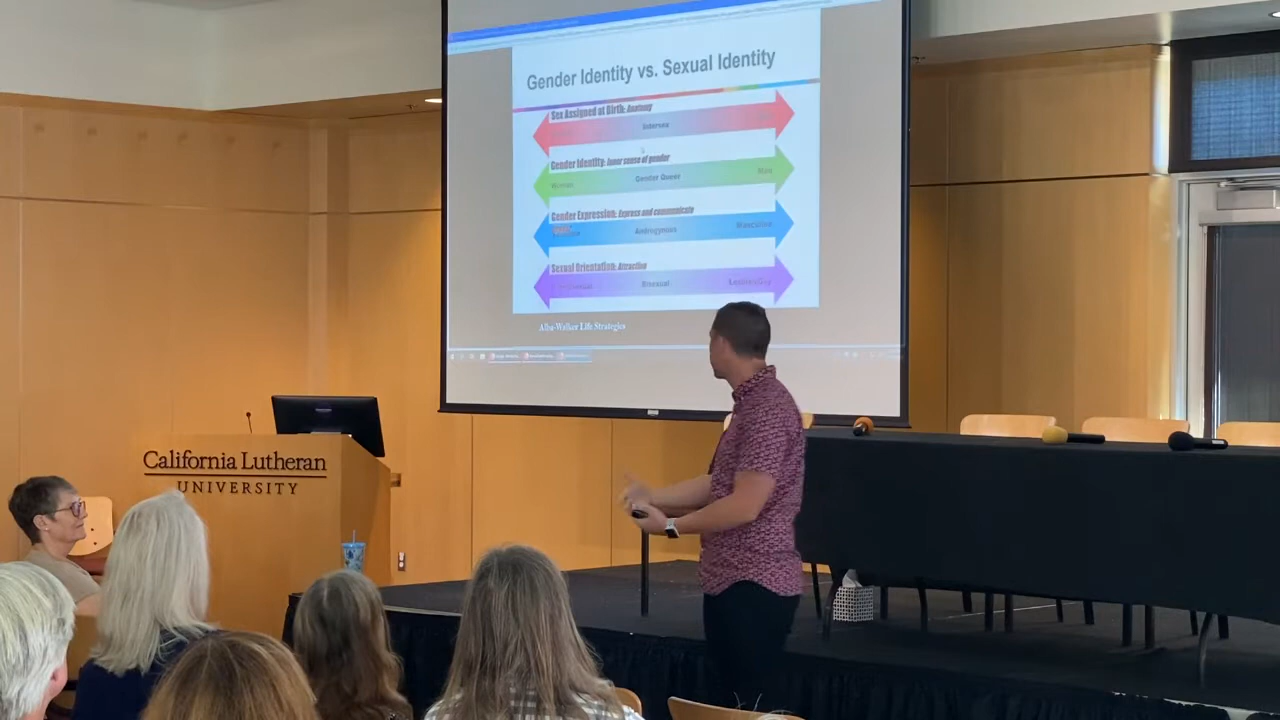 Gender Identity vs. Sexual Identity
Sex Assigned at Birth: Anatomy
Intersex
Gender Identity: Inner sense of gender
Woman Gender Queer Man
Gender Expression: Express and communicate
Androgynous Masculine
Sexual Orientation: Attraction
Bisexual Lesbian/Gay
Alba-Walker Life Strategies
California Lutheran
UNIVERSITY